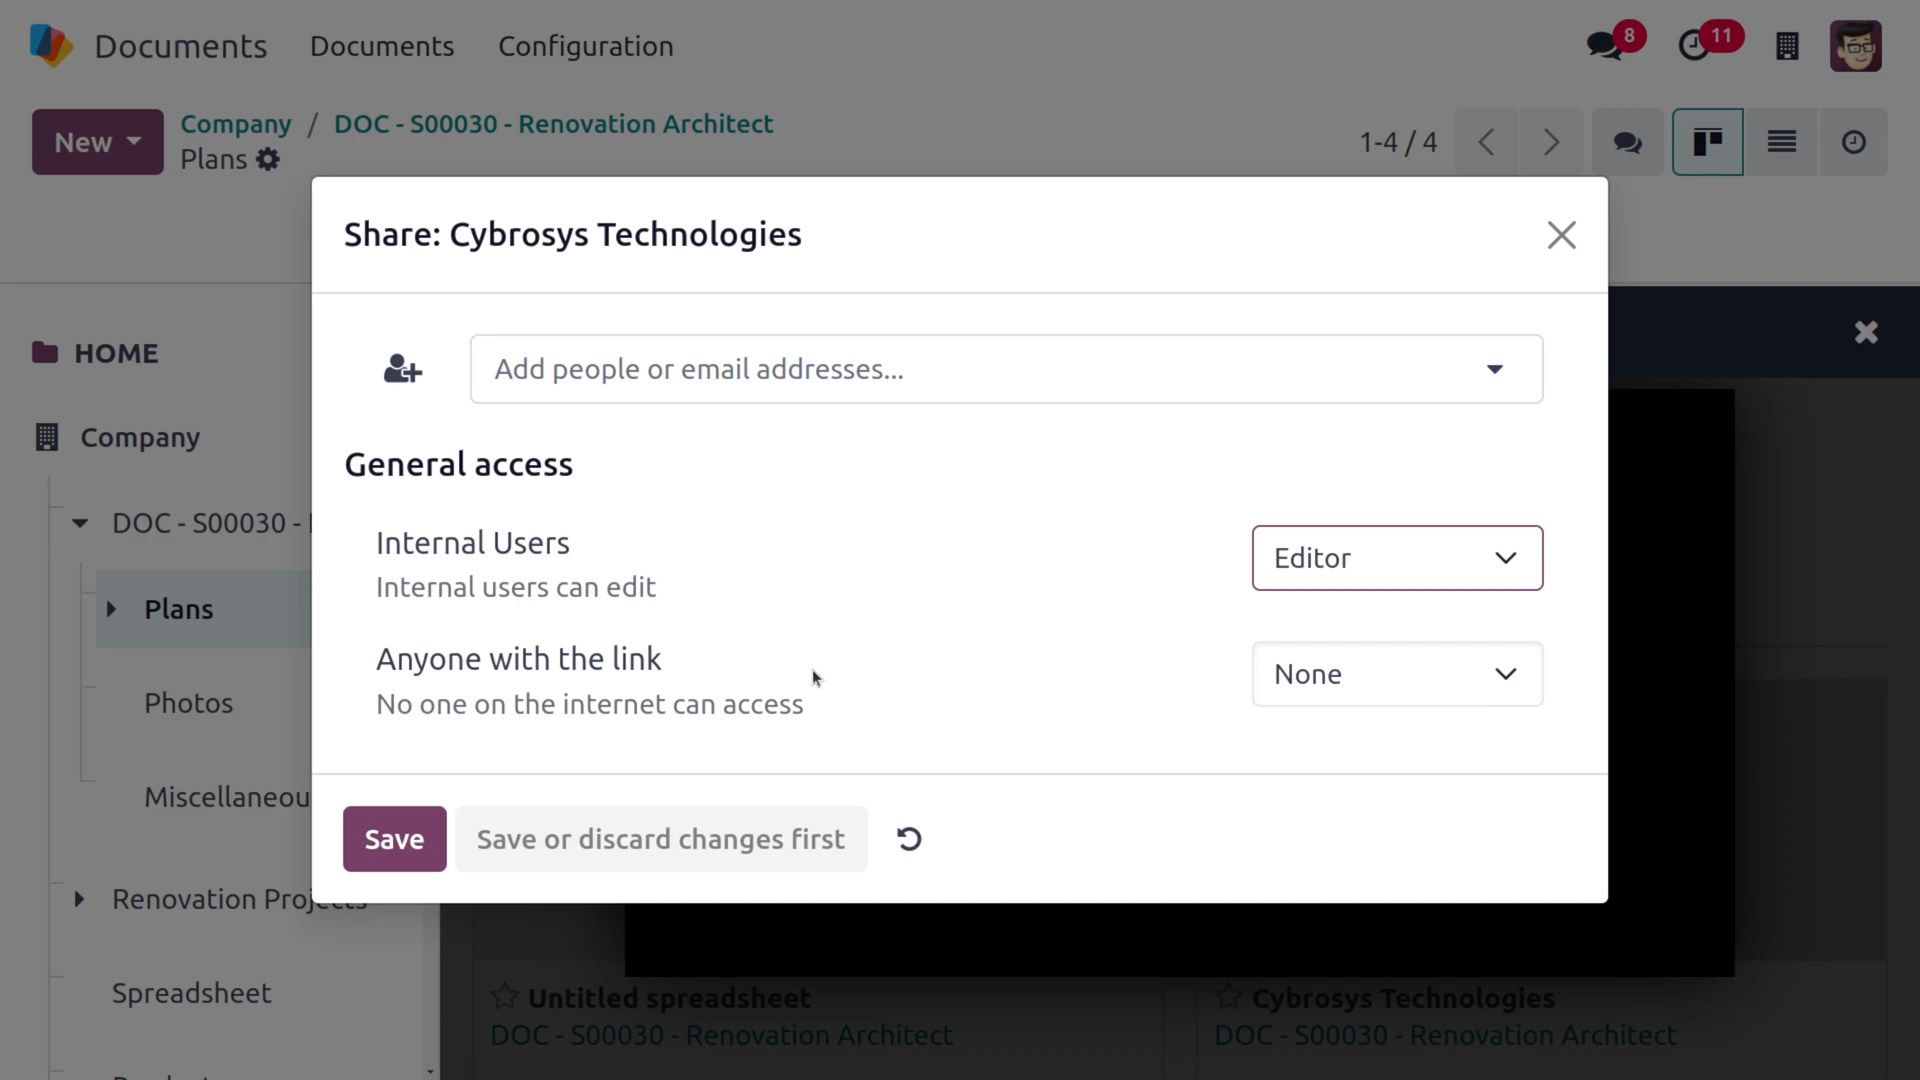 Documents Documents Configuration 8 11
New Company / DOC - S00030 - Renovation Architect
Plans
1-4 / 4
Share: Cybrosys Technologies
Add people or email addresses...
General access
Internal Users
Internal users can edit
Editor
Anyone with the link
No one on the internet can access
None
Save Save or discard changes first
HOME
Company
DOC - S00030 -
Plans
Photos
Miscellaneou
Renovation Projects
Spreadsheet
Untitled spreadsheet
DOC - S00030 - Renovation Architect
Cybrosys Technologies
DOC - S00030 - Renovation Architect